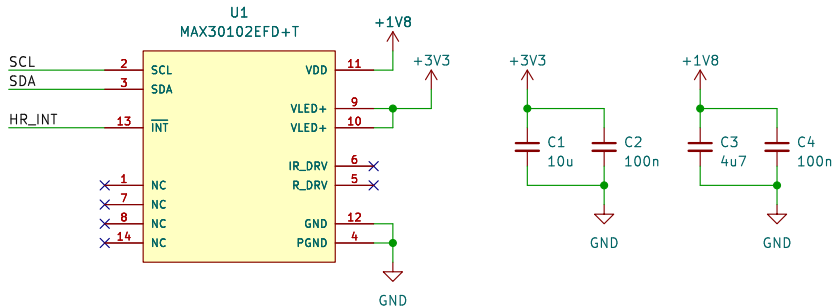 U1
MAX30102EFD+T
+1V8
+3V3
+3V3
+1V8
SCL
2
SCL
VDD
11
SDA
3
SDA
VLED+
9
HR_INT
13
INT
VLED+
10
C1
10u
C2
100n
C3
4u7
C4
100n
IR_DRV
6
1
NC
R_DRV
5
7
NC
8
NC
GND
12
14
NC
PGND
4
GND
GND
GND